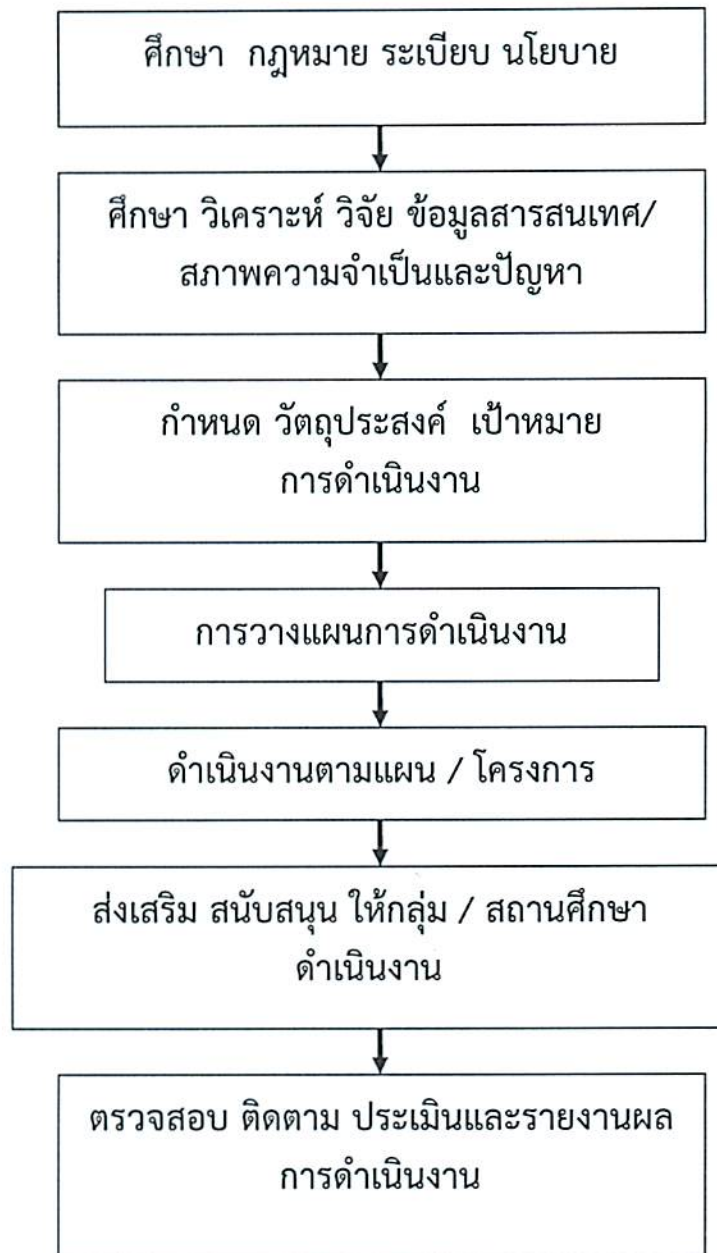 ศึกษา กฎหมาย ระเบียบ นโยบาย
ศึกษา วิเคราะห์ วิจัย ข้อมูลสารสนเทศ/
สภาพความจำเป็นและปัญหา
กำหนด วัตถุประสงค์ เป้าหมาย
การดำเนินงาน
การวางแผนการดำเนินงาน
ดำเนินงานตามแผน / โครงการ
ส่งเสริม สนับสนุน ให้กลุ่ม / สถานศึกษา
ดำเนินงาน
ตรวจสอบ ติดตาม ประเมินและรายงานผล
การดำเนินงาน